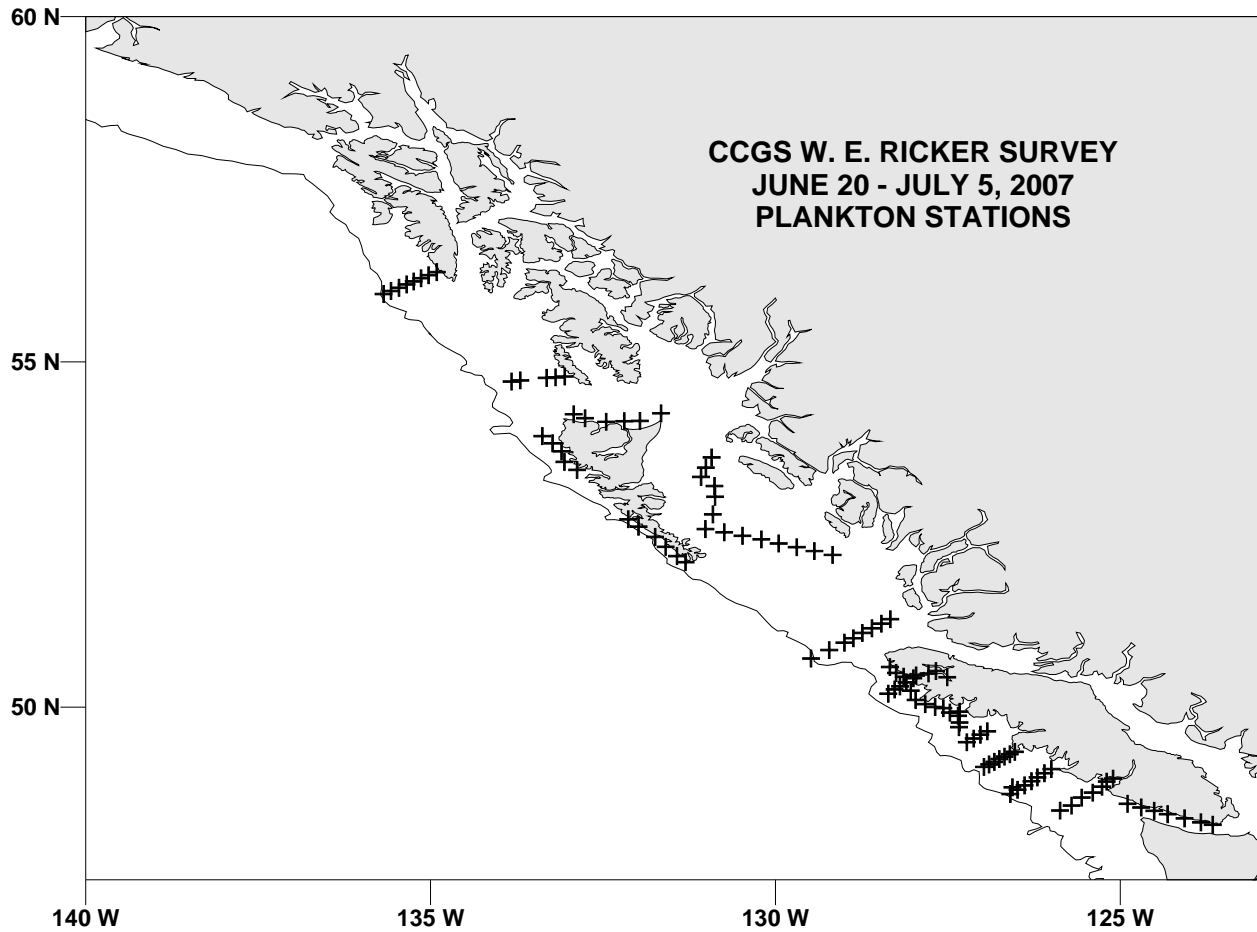 60 N
CCGS W. E. RICKER SURVEY
JUNE 20 - JULY 5, 2007
PLANKTON STATIONS
55 N
50 N
140 W
135 W
130 W
125 W